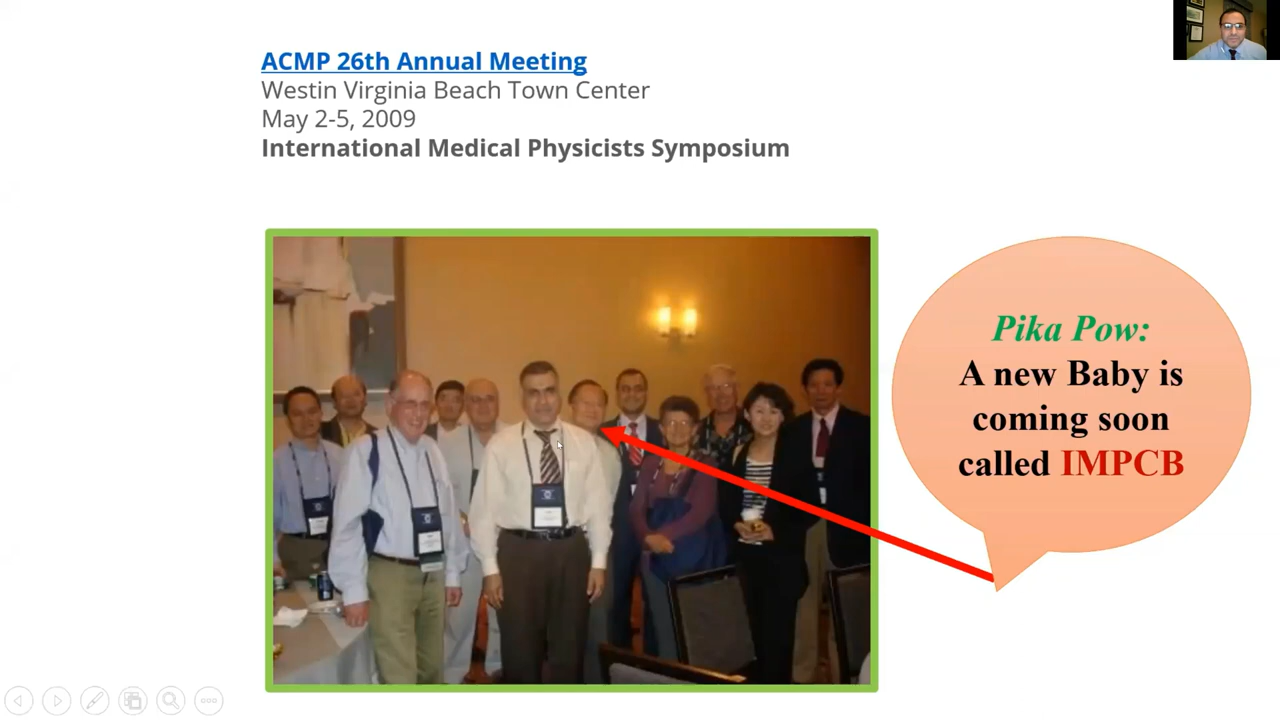 ACMP 26th Annual Meeting
Westin Virginia Beach Town Center
May 2-5, 2009
International Medical Physicists Symposium
Pika Pow:
A new Baby is
coming soon
called IMPCB